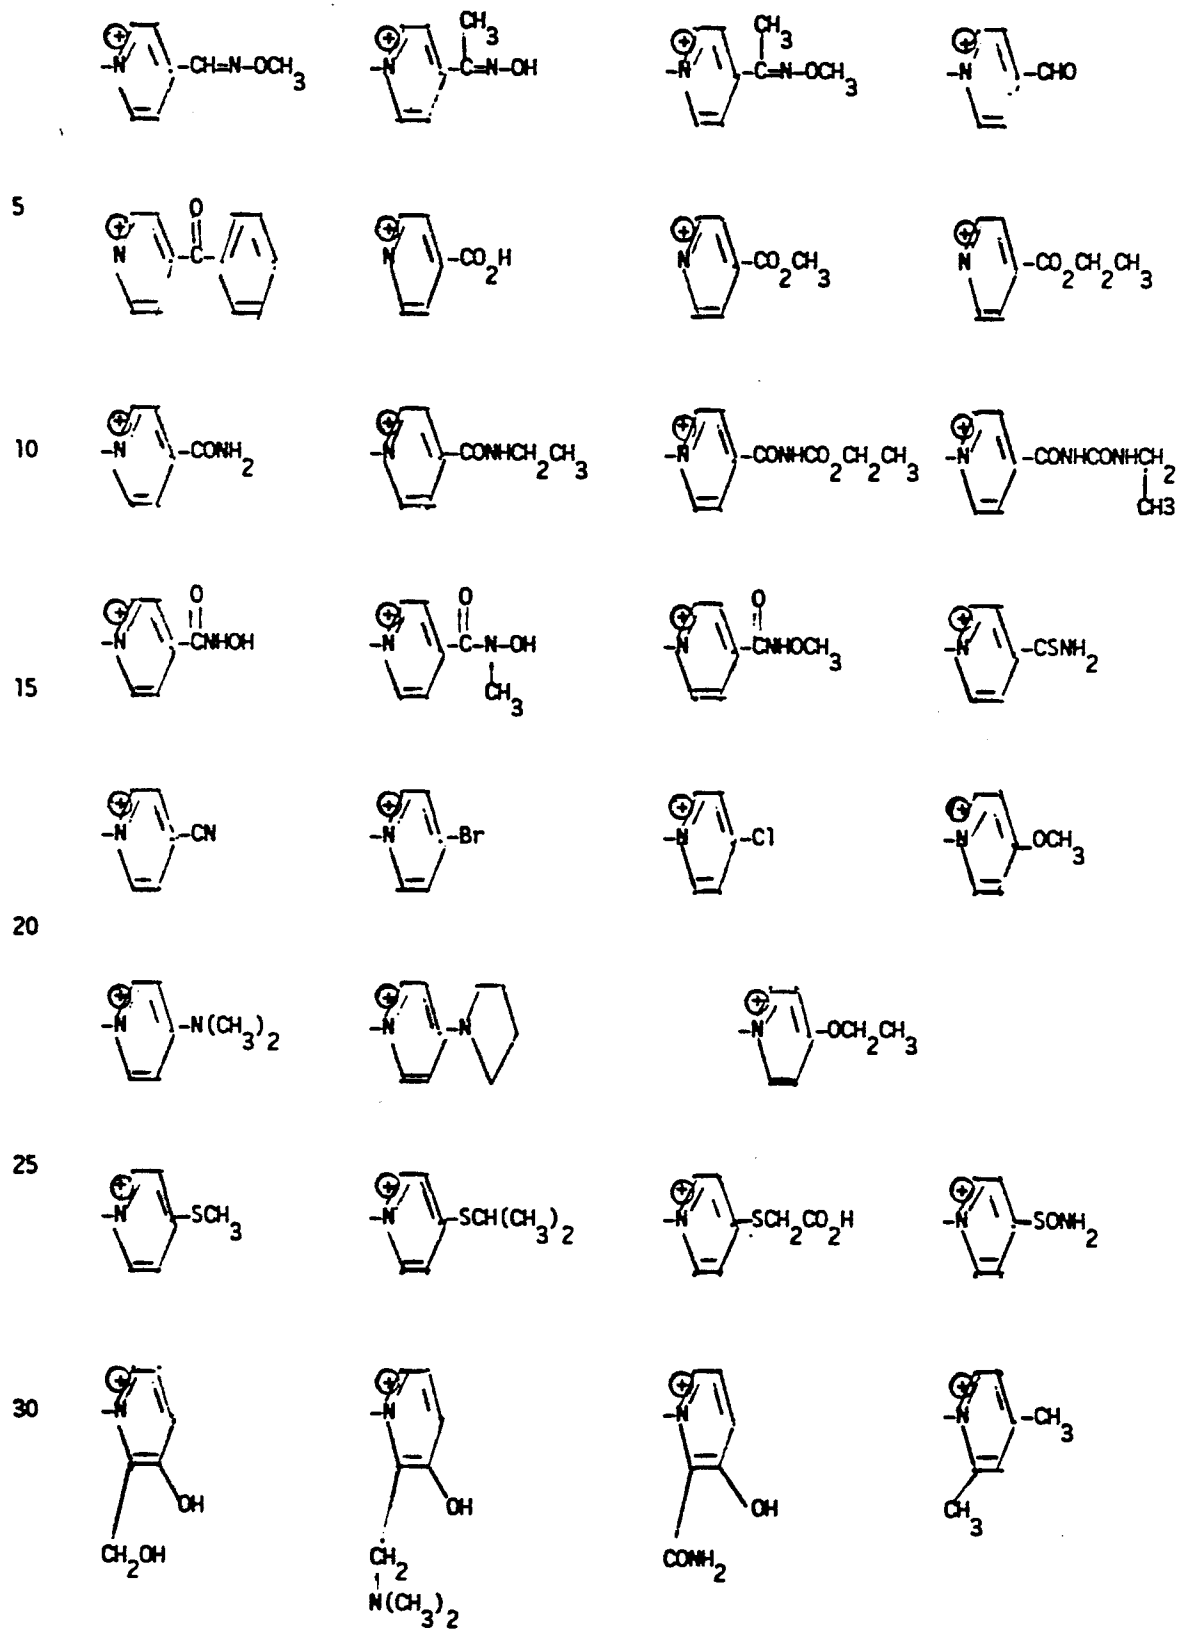 CH3 CH3
⊕ ⊕ ⊕ ⊕
-N -CH=N-OCH3 -N -C=N-OH -N -C=N-OCH3 -N -CHO
5
O
⊕ ⊕ ⊕ ⊕
N -C- N -CO2H N -CO2CH3 N -CO2CH2CH3
⊕ ⊕ ⊕ ⊕
10 -N -CONH2 -N -CONHCH2CH3 -N -CONHCO2CH2CH3 -N -CONHCONHCH2
CH3
O O O
⊕ ⊕ ⊕ ⊕
-N -CNHOH -N -C-N-OH -N -CNHOCH3 -N -CSNH2
15 CH3
⊕ ⊕ ⊕ ⊕
-N -CN -N -Br -N -Cl -N -OCH3
20
⊕ ⊕ ⊕
-N -N(CH3)2 -N -N -N -OCH2CH3
25
⊕ ⊕ ⊕ ⊕
-N -SCH3 -N -SCH(CH3)2 -N -SCH2CO2H -N -SONH2
⊕ ⊕ ⊕ ⊕
30 -N -N -N -N -CH3
OH OH OH CH3
CH2OH CH2 CONH2
N(CH3)2